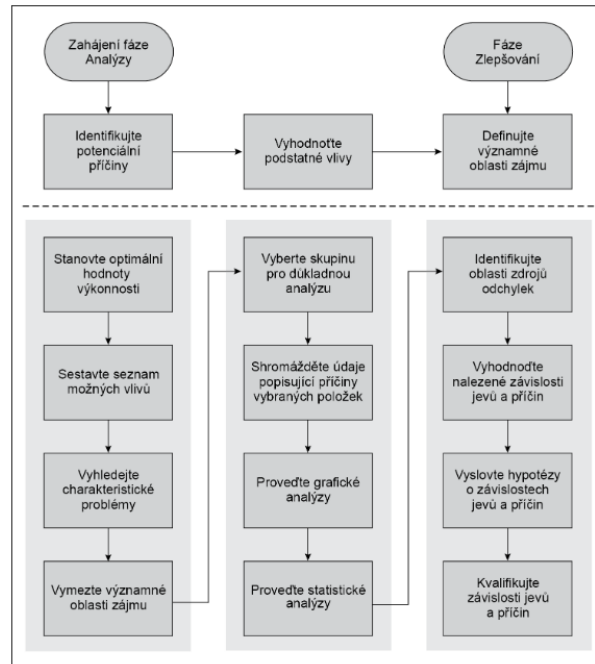 Zahájení fáze
Analýzy
Fáze
Zlepšování
Identifikujte
potenciální
příčiny
Vyhodnoťte
podstatné vlivy
Definujte
významné
oblasti zájmu
Stanovte optimální
hodnoty
výkonnosti
Sestavte seznam
možných vlivů
Vyhledejte
charakteristické
problémy
Vymezte významné
oblasti zájmu
Vyberte skupinu
pro důkladnou
analýzu
Shromážděte údaje
popisující příčiny
vybraných položek
Proveďte grafické
analýzy
Proveďte statistické
analýzy
Identifikujte
oblasti zdrojů
odchylek
Vyhodnoďte
nalezené závislosti
jevů a příčin
Vyslovte hypotézy
o závislostech
jevů a příčin
Kvalifikujte
závislosti jevů
a příčin